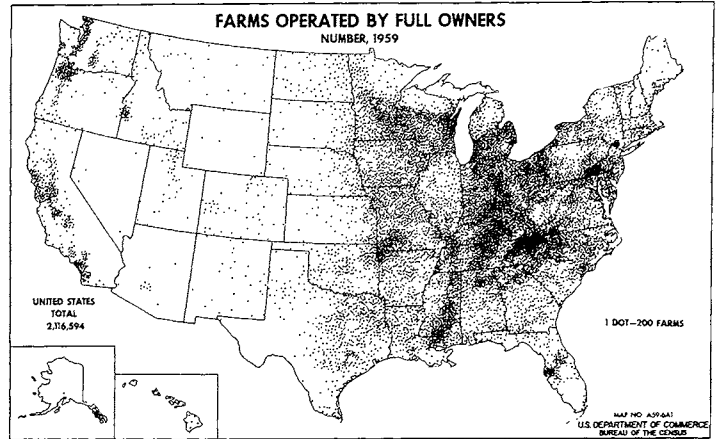 FARMS OPERATED BY FULL OWNERS
NUMBER, 1959
UNITED STATES
TOTAL
2,116,594
1 DOT—200 FARMS
MAP NO. A59-6A1
U.S. DEPARTMENT OF COMMERCE
BUREAU OF THE CENSUS